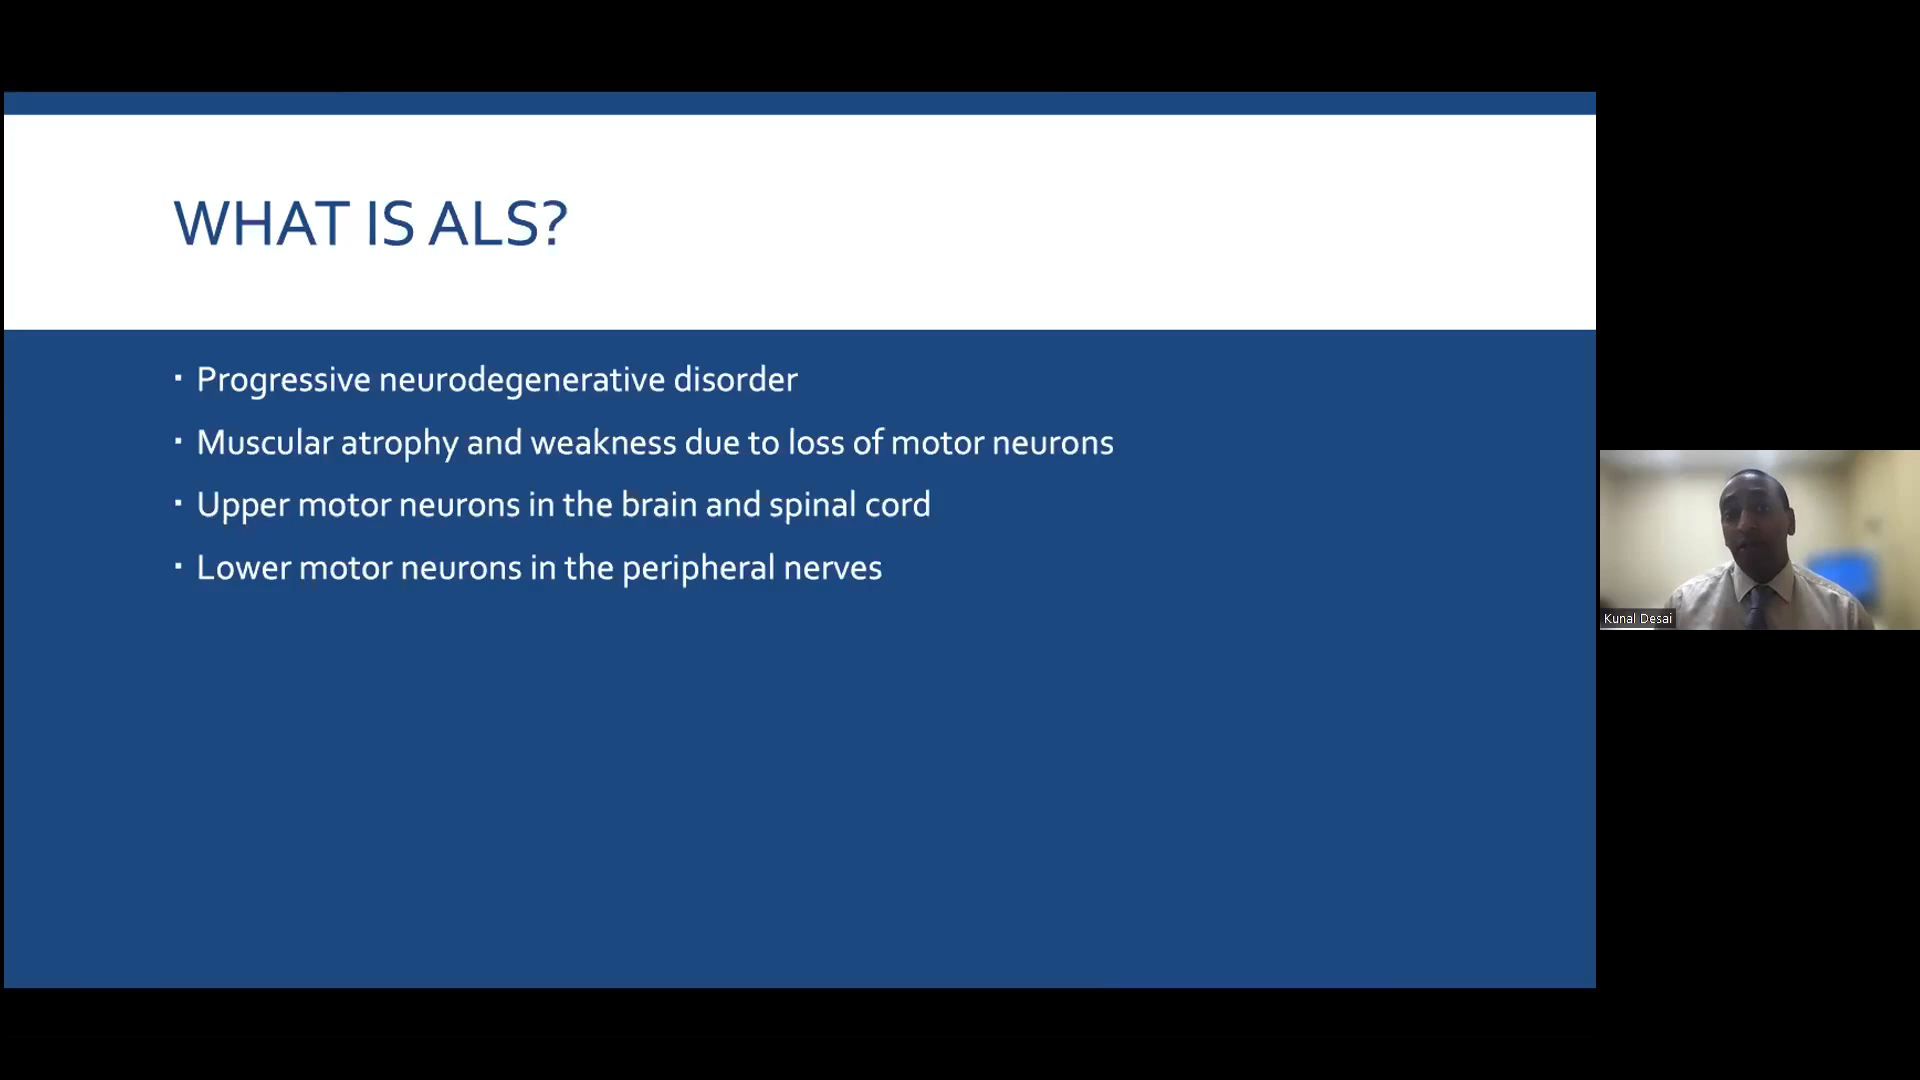 WHAT IS ALS?
▪ Progressive neurodegenerative disorder
▪ Muscular atrophy and weakness due to loss of motor neurons
▪ Upper motor neurons in the brain and spinal cord
▪ Lower motor neurons in the peripheral nerves
Kunal Desai